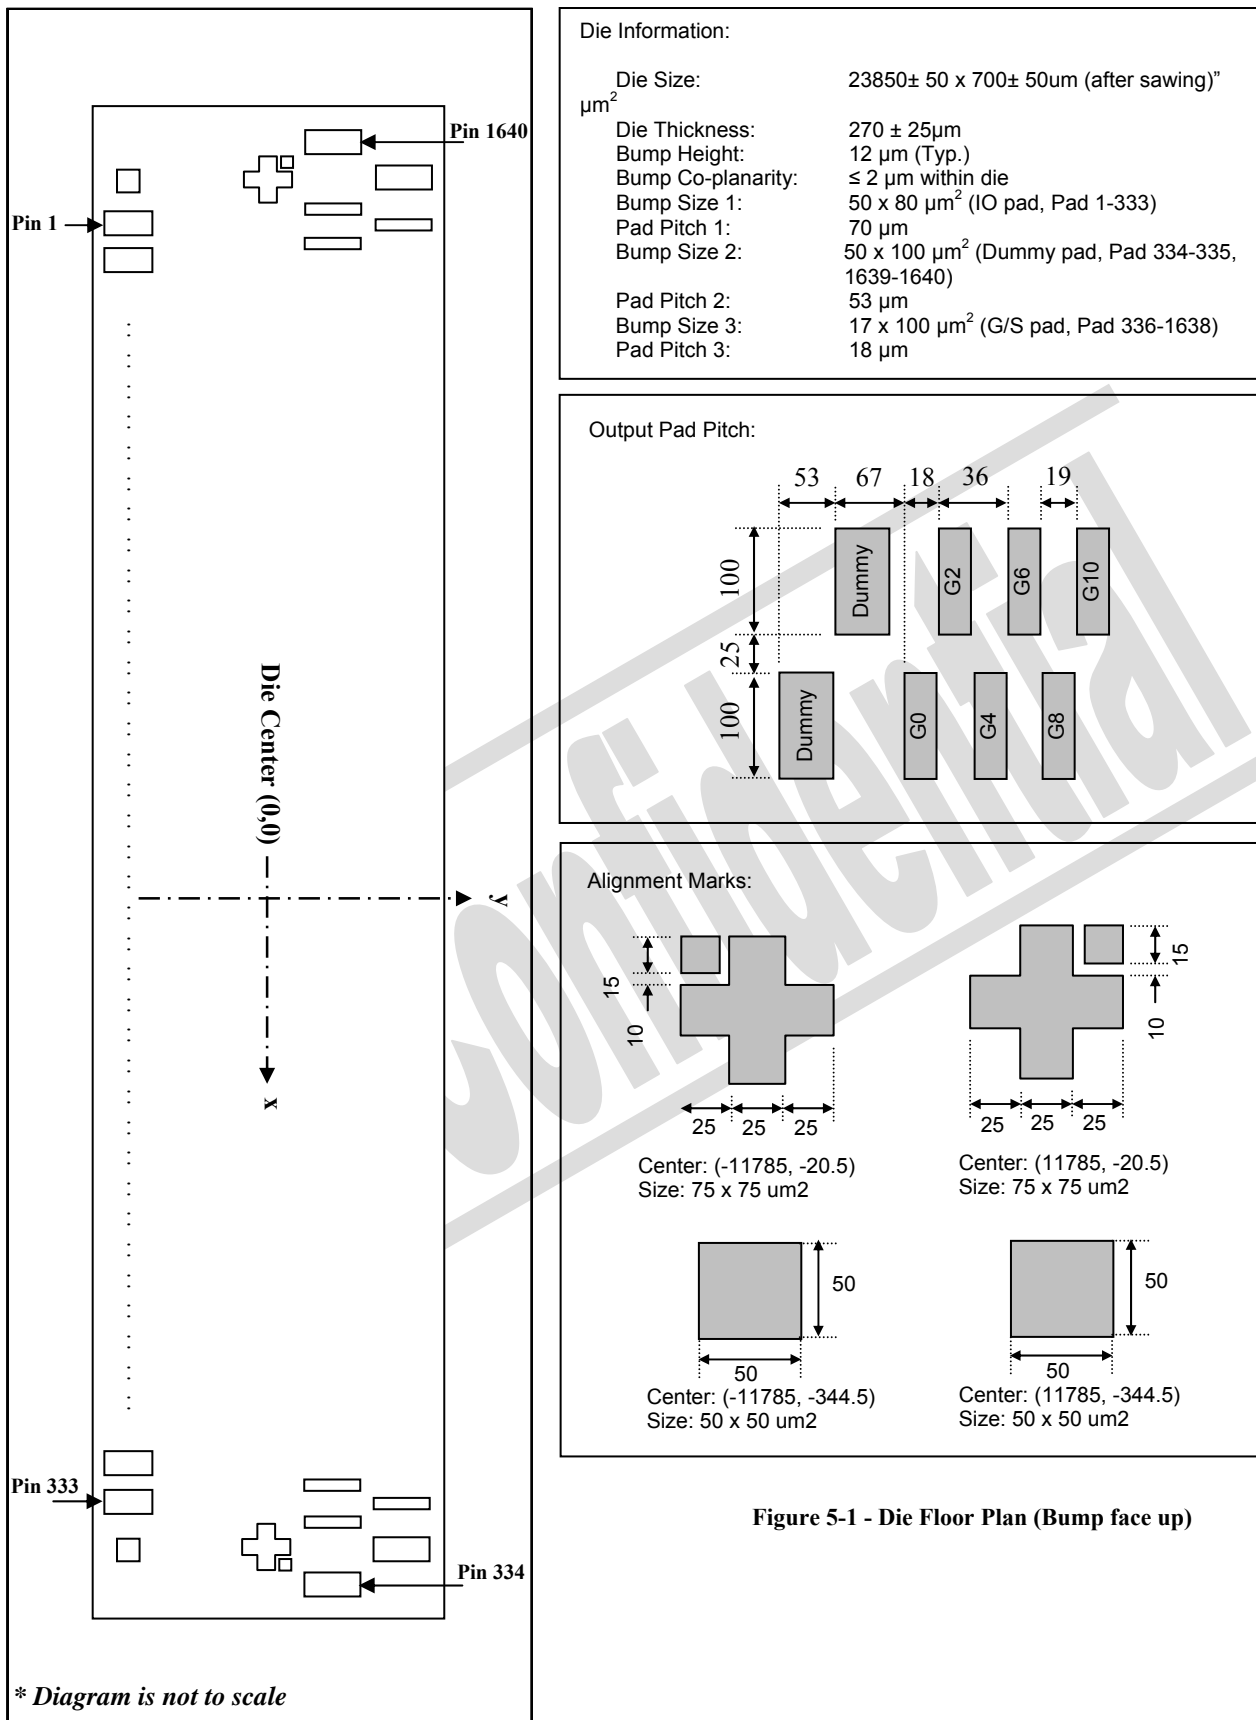 Pin 1640
Pin 1
Die Center (0,0)
y
x
Pin 333
Pin 334
* Diagram is not to scale
Die Information:
Die Size: 23850± 50 x 700± 50um (after sawing)”
µm²
Die Thickness: 270 ± 25µm
Bump Height: 12 µm (Typ.)
Bump Co-planarity: ≤ 2 µm within die
Bump Size 1: 50 x 80 µm² (IO pad, Pad 1-333)
Pad Pitch 1: 70 µm
Bump Size 2: 50 x 100 µm² (Dummy pad, Pad 334-335,
1639-1640)
Pad Pitch 2: 53 µm
Bump Size 3: 17 x 100 µm² (G/S pad, Pad 336-1638)
Pad Pitch 3: 18 µm
Output Pad Pitch:
53 67 18 36 19
100
Dummy G2 G6 G10
25
100
Dummy G0 G4 G8
Confidential
Alignment Marks:
15
10
25 25 25
Center: (-11785, -20.5)
Size: 75 x 75 um2
15
10
25 25 25
Center: (11785, -20.5)
Size: 75 x 75 um2
50
50
Center: (-11785, -344.5)
Size: 50 x 50 um2
50
50
Center: (11785, -344.5)
Size: 50 x 50 um2
Figure 5-1 - Die Floor Plan (Bump face up)